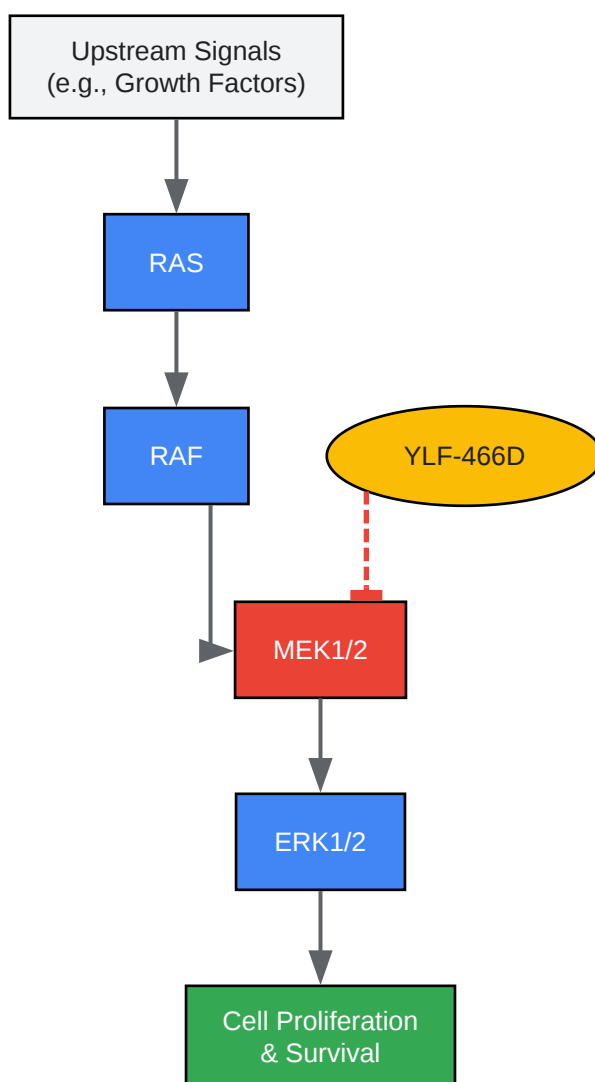 Upstream Signals
(e.g., Growth Factors)
RAS
RAF
YLF-466D
MEK1/2
ERK1/2
Cell Proliferation
& Survival